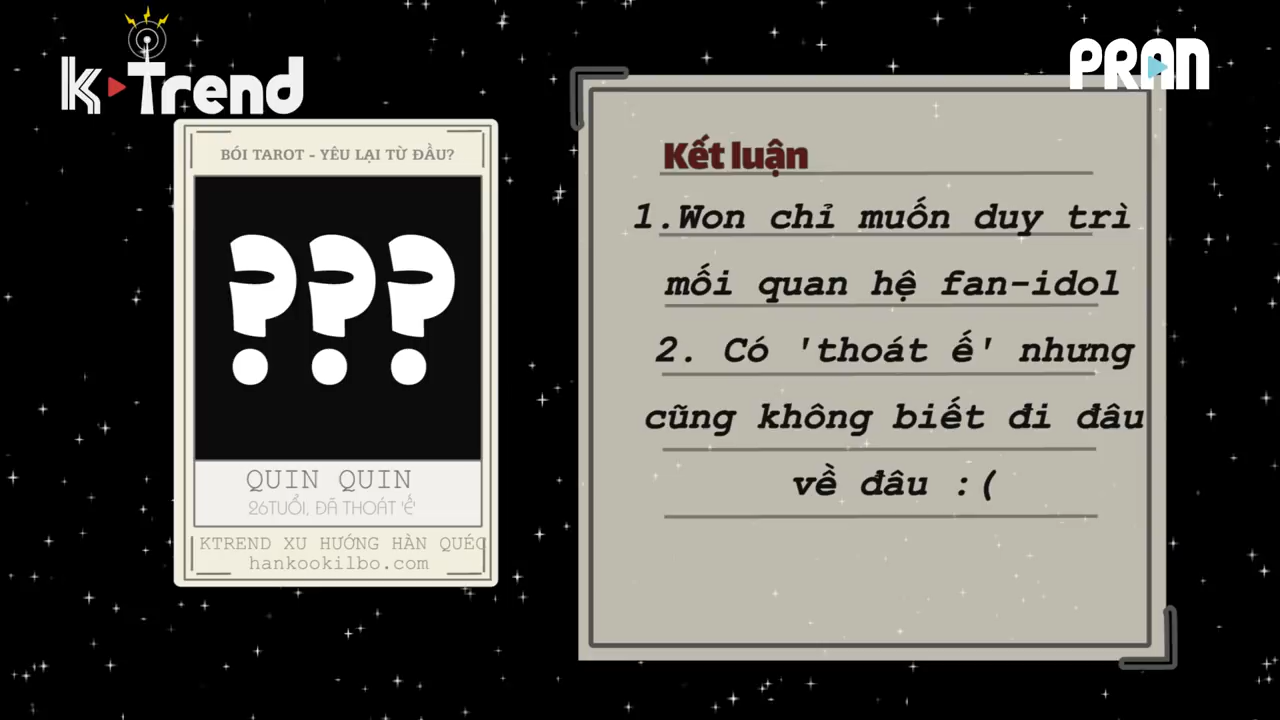 K Trend
PRAN
BÓI TAROT - YÊU LẠI TỪ ĐẦU?
???
QUIN QUIN
26TUỔI, ĐÃ THOÁT 'Ế'
KTREND XU HƯỚNG HÀN QUỐC
hankookilbo.com
Kết luận
1.Won chỉ muốn duy trì
mối quan hệ fan-idol
2. Có 'thoát ế' nhưng
cũng không biết đi đâu
về đâu :(